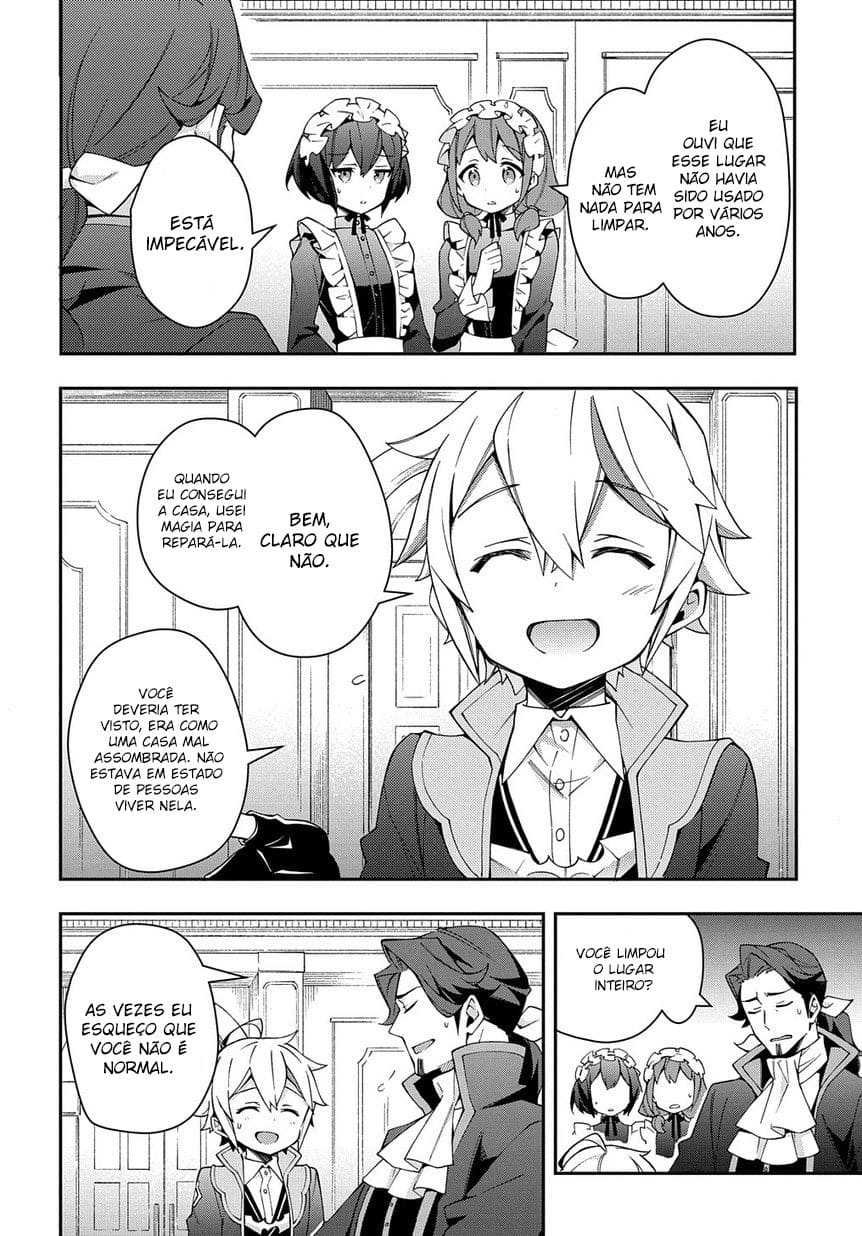 EU
OUVI QUE
ESSE LUGAR
NÃO HAVIA
SIDO USADO
POR VÁRIOS
ANOS.
MAS
NÃO TEM
NADA PARA
LIMPAR.
ESTÁ
IMPECÁVEL.
BEM,
CLARO QUE
NÃO.
QUANDO
EU CONSEGUI
A CASA, USEI
MAGIA PARA
REPARÁ-LA.
VOCÊ
DEVERIA TER
VISTO, ERA COMO
UMA CASA MAL
ASSOMBRADA. NÃO
ESTAVA EM ESTADO
DE PESSOAS
VIVER NELA.
VOCÊ LIMPOU
O LUGAR
INTEIRO?
AS VEZES EU
ESQUEÇO QUE
VOCÊ NÃO É
NORMAL.